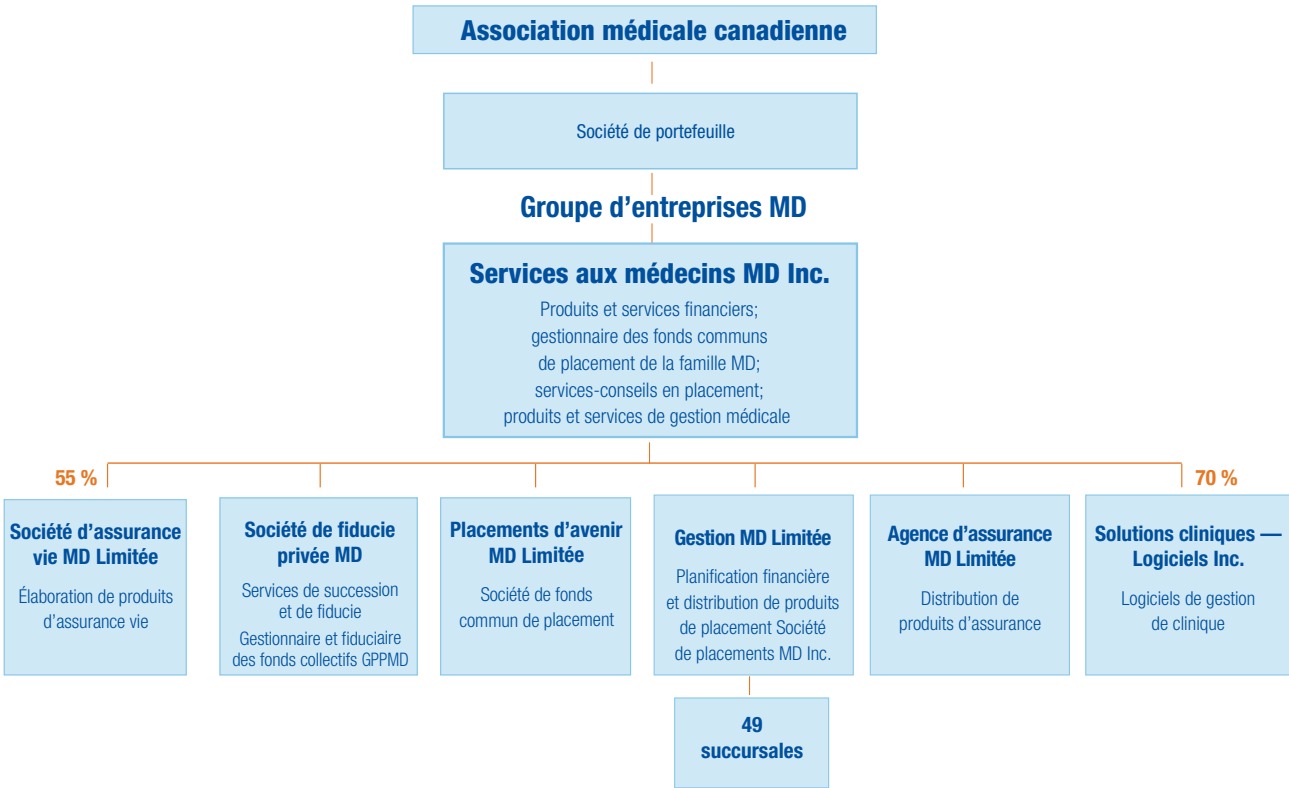 Association médicale canadienne
Société de portefeuille
Groupe d’entreprises MD
Services aux médecins MD Inc.
Produits et services financiers;
gestionnaire des fonds communs
de placement de la famille MD;
services-conseils en placement;
produits et services de gestion médicale
55 %
70 %
Société d’assurance
vie MD Limitée
Élaboration de produits
d’assurance vie
Société de fiducie
privée MD
Services de succession
et de fiducie
Gestionnaire et fiduciaire
des fonds collectifs GPPMD
Placements d’avenir
MD Limitée
Société de fonds
commun de placement
Gestion MD Limitée
Planification financière
et distribution de produits
de placement Société
de placements MD Inc.
Agence d’assurance
MD Limitée
Distribution de
produits d’assurance
Solutions cliniques —
Logiciels Inc.
Logiciels de gestion
de clinique
49
succursales